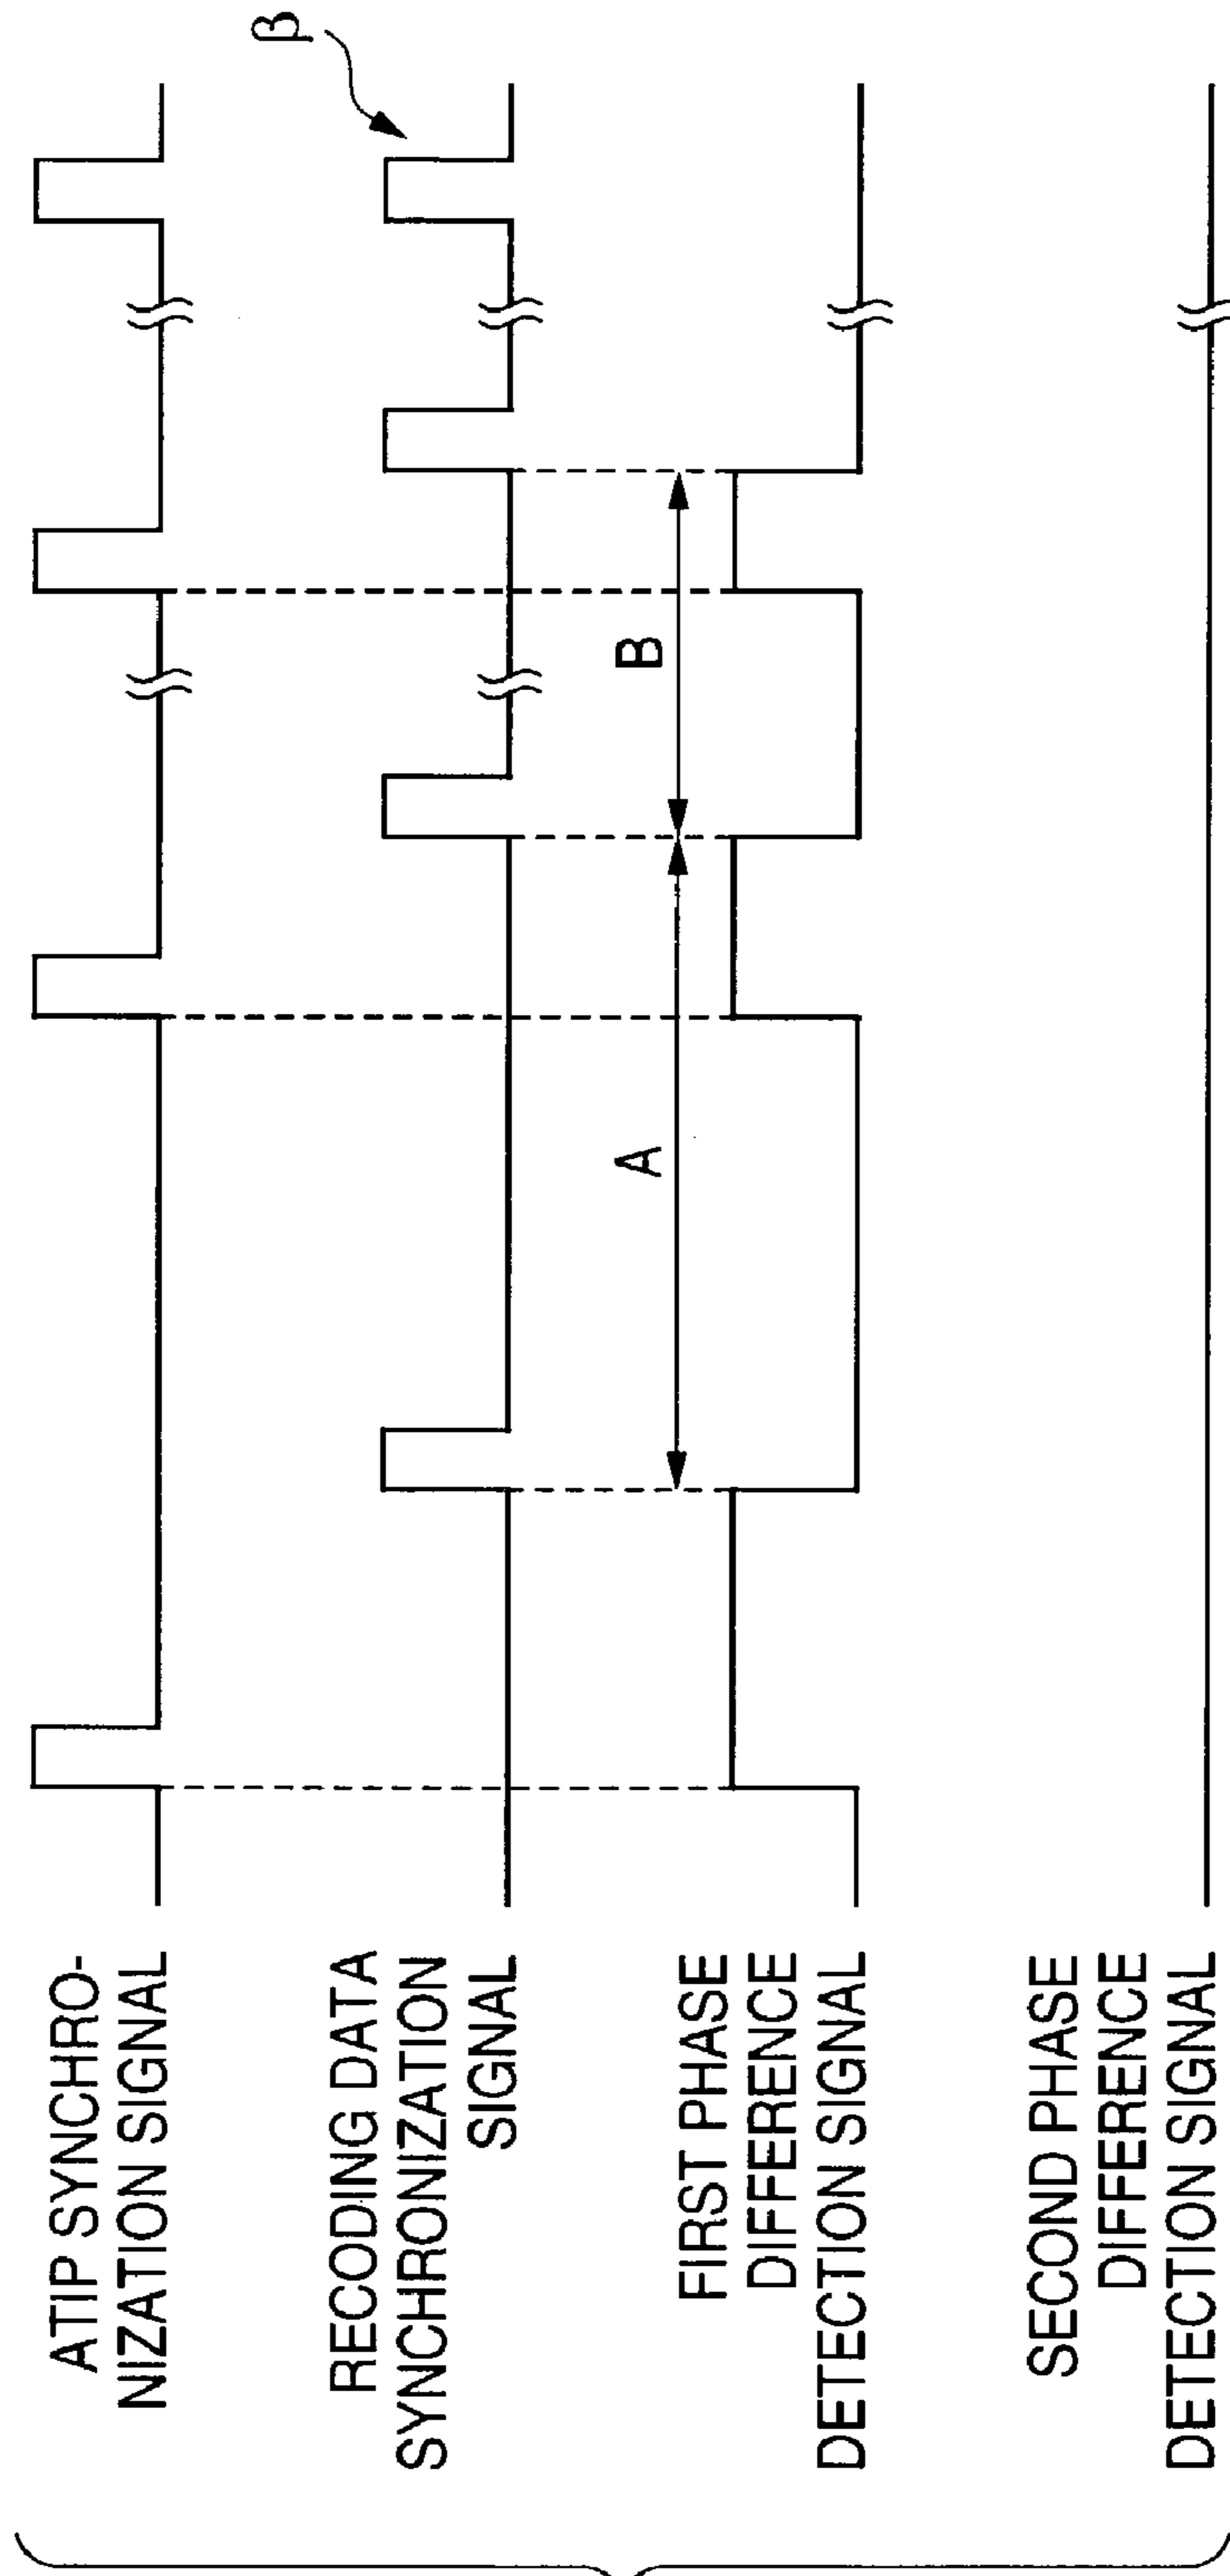 ATIP SYNCHRO-
NIZATION SIGNAL
β
RECODING DATA
SYNCHRONIZATION
SIGNAL
A
B
FIRST PHASE
DIFFERENCE
DETECTION SIGNAL
SECOND PHASE
DIFFERENCE
DETECTION SIGNAL